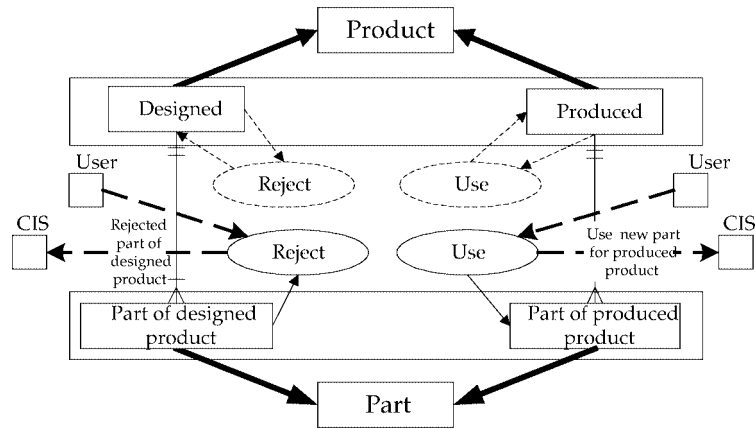 Product
Designed
Produced
User
Reject
Use
User
CIS
Rejected
part of
designed
product
Reject
Use
Use new part
for produced
product
CIS
Part of designed
product
Part of produced
product
Part